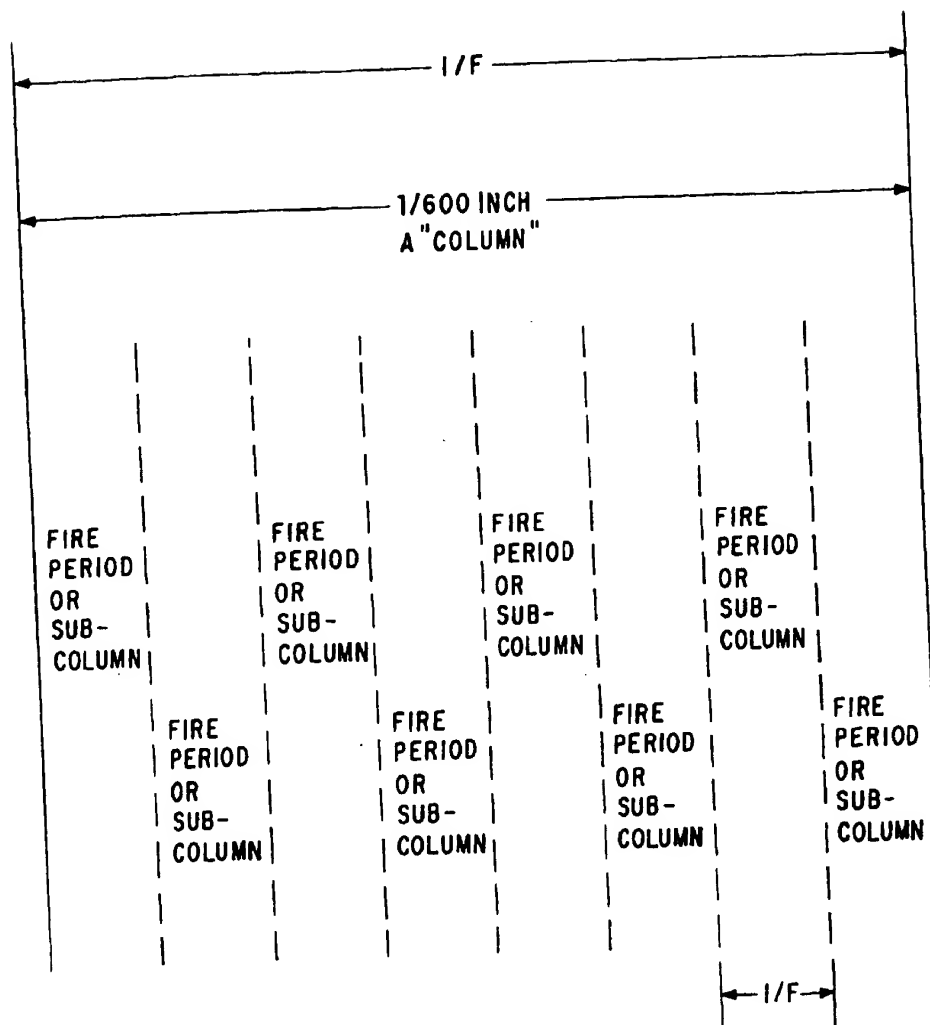 1/F
1/600 INCH
A "COLUMN"
FIRE
PERIOD
OR
SUB-
COLUMN
FIRE
PERIOD
OR
SUB-
COLUMN
FIRE
PERIOD
OR
SUB-
COLUMN
FIRE
PERIOD
OR
SUB-
COLUMN
FIRE
PERIOD
OR
SUB-
COLUMN
FIRE
PERIOD
OR
SUB-
COLUMN
FIRE
PERIOD
OR
SUB-
COLUMN
FIRE
PERIOD
OR
SUB-
COLUMN
1/F